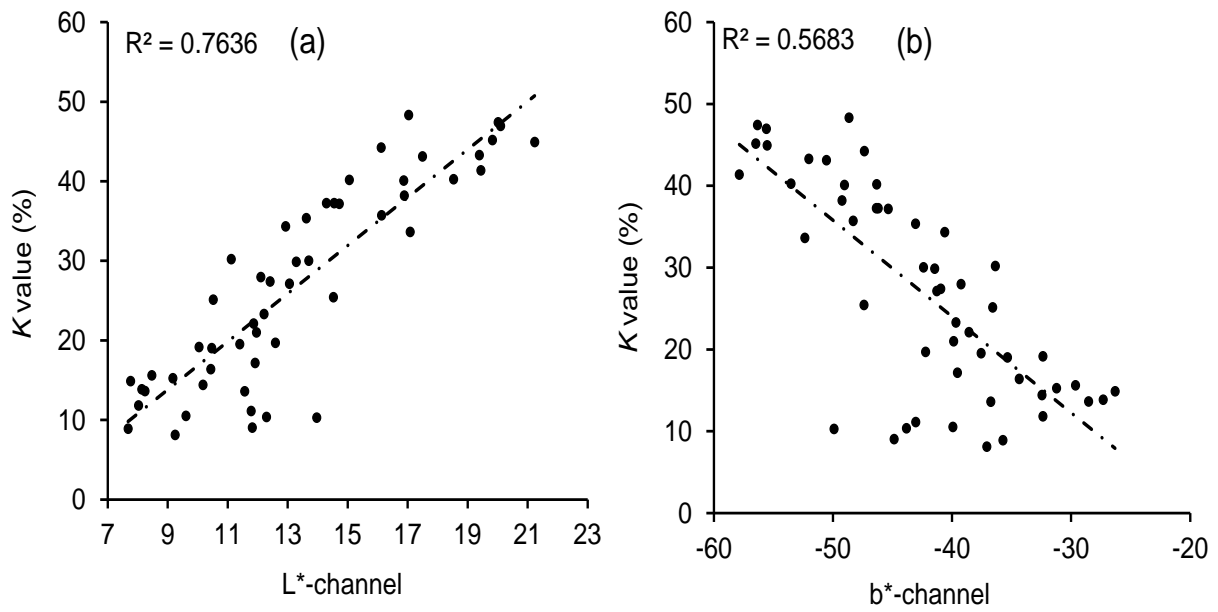 R² = 0.7636
(a)
60
50
40
30
20
10
0
K value (%)
7 9 11 13 15 17 19 21 23
L*-channel
R² = 0.5683
(b)
60
50
40
30
20
10
0
K value (%)
-60 -50 -40 -30 -20
b*-channel